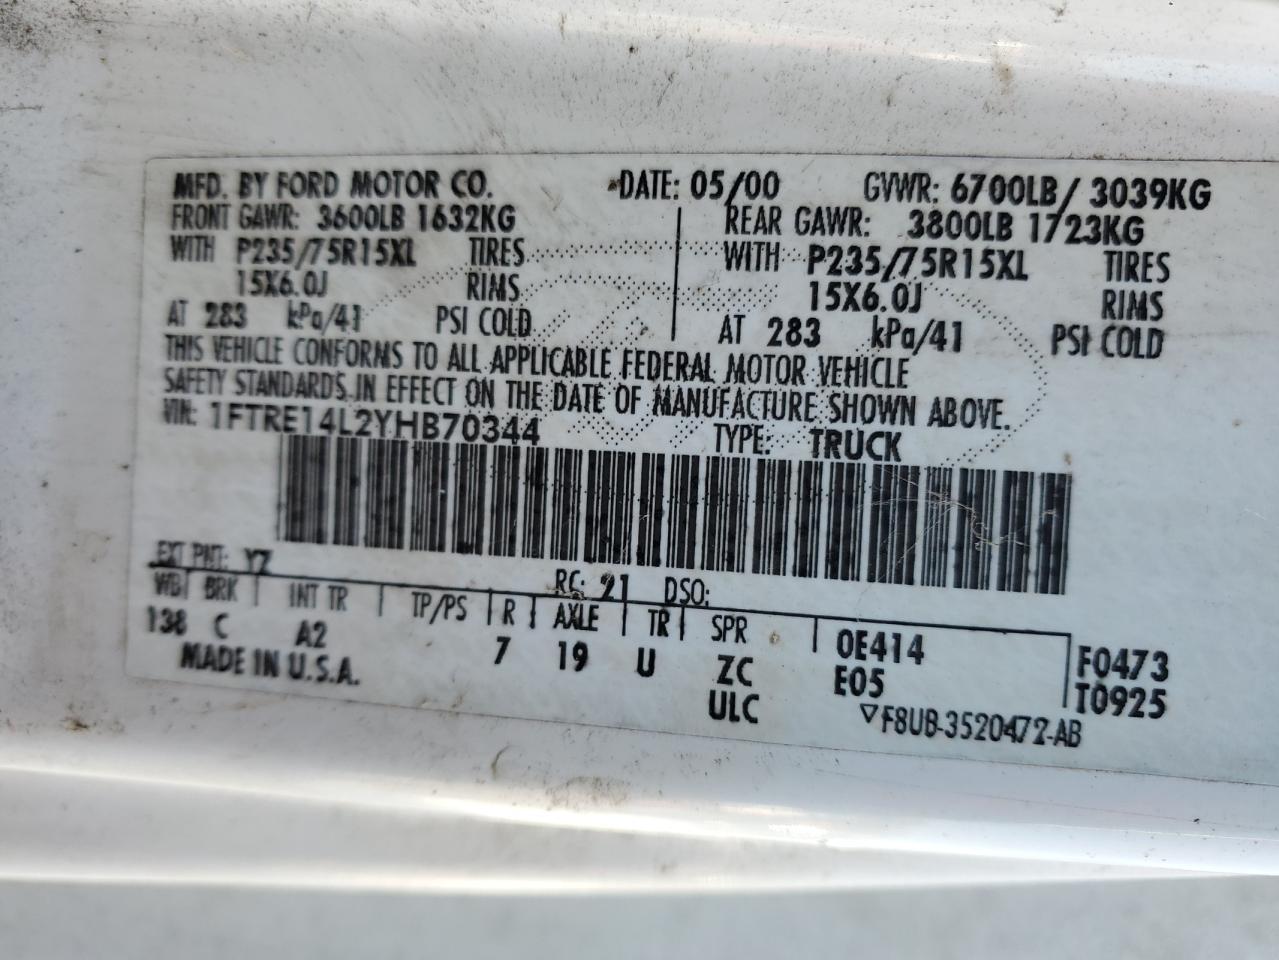 MFD. BY FORD MOTOR CO. DATE: 05/00 GVWR: 6700LB/ 3039KG
FRONT GAWR: 3600LB 1632KG REAR GAWR: 3800LB 1723KG
WITH P235/75R15XL TIRES WITH P235/75R15XL TIRES
15X6.0J RIMS 15X6.0J RIMS
AT 283 kPa/41 PSI COLD AT 283 kPa/41 PSI COLD
THIS VEHICLE CONFORMS TO ALL APPLICABLE FEDERAL MOTOR VEHICLE
SAFETY STANDARDS IN EFFECT ON THE DATE OF MANUFACTURE SHOWN ABOVE.
VIN: 1FTRE14L2YHB70344 TYPE: TRUCK
EXT PNT: YZ RC: 21 DSO:
WB BRK INT TR TP/PS R AXLE TR SPR OE414 F0473
138 C A2 7 19 U ZC E05 T0925
MADE IN U.S.A. ULC ▽F8UB-3520472-AB